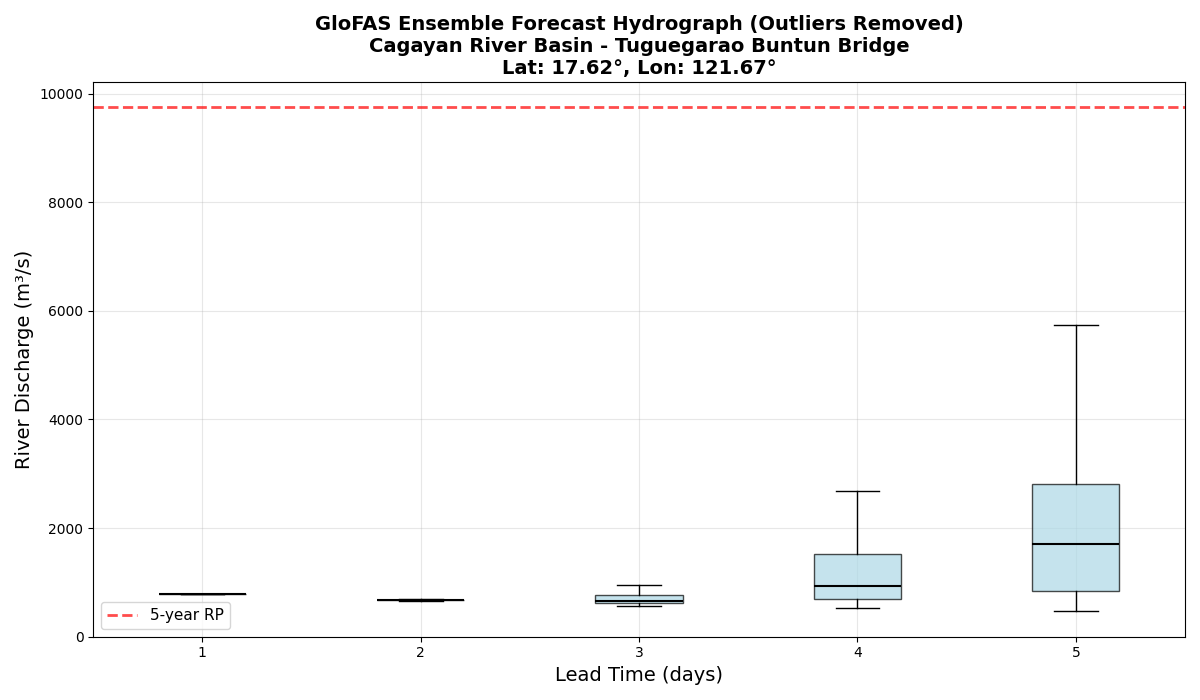 GloFAS Ensemble Forecast Hydrograph (Outliers Removed)
Cagayan River Basin - Tuguegarao Buntun Bridge
Lat: 17.62°, Lon: 121.67°
River Discharge (m³/s)
10000
8000
6000
4000
2000
0
5-year RP
1 2 3 4 5
Lead Time (days)